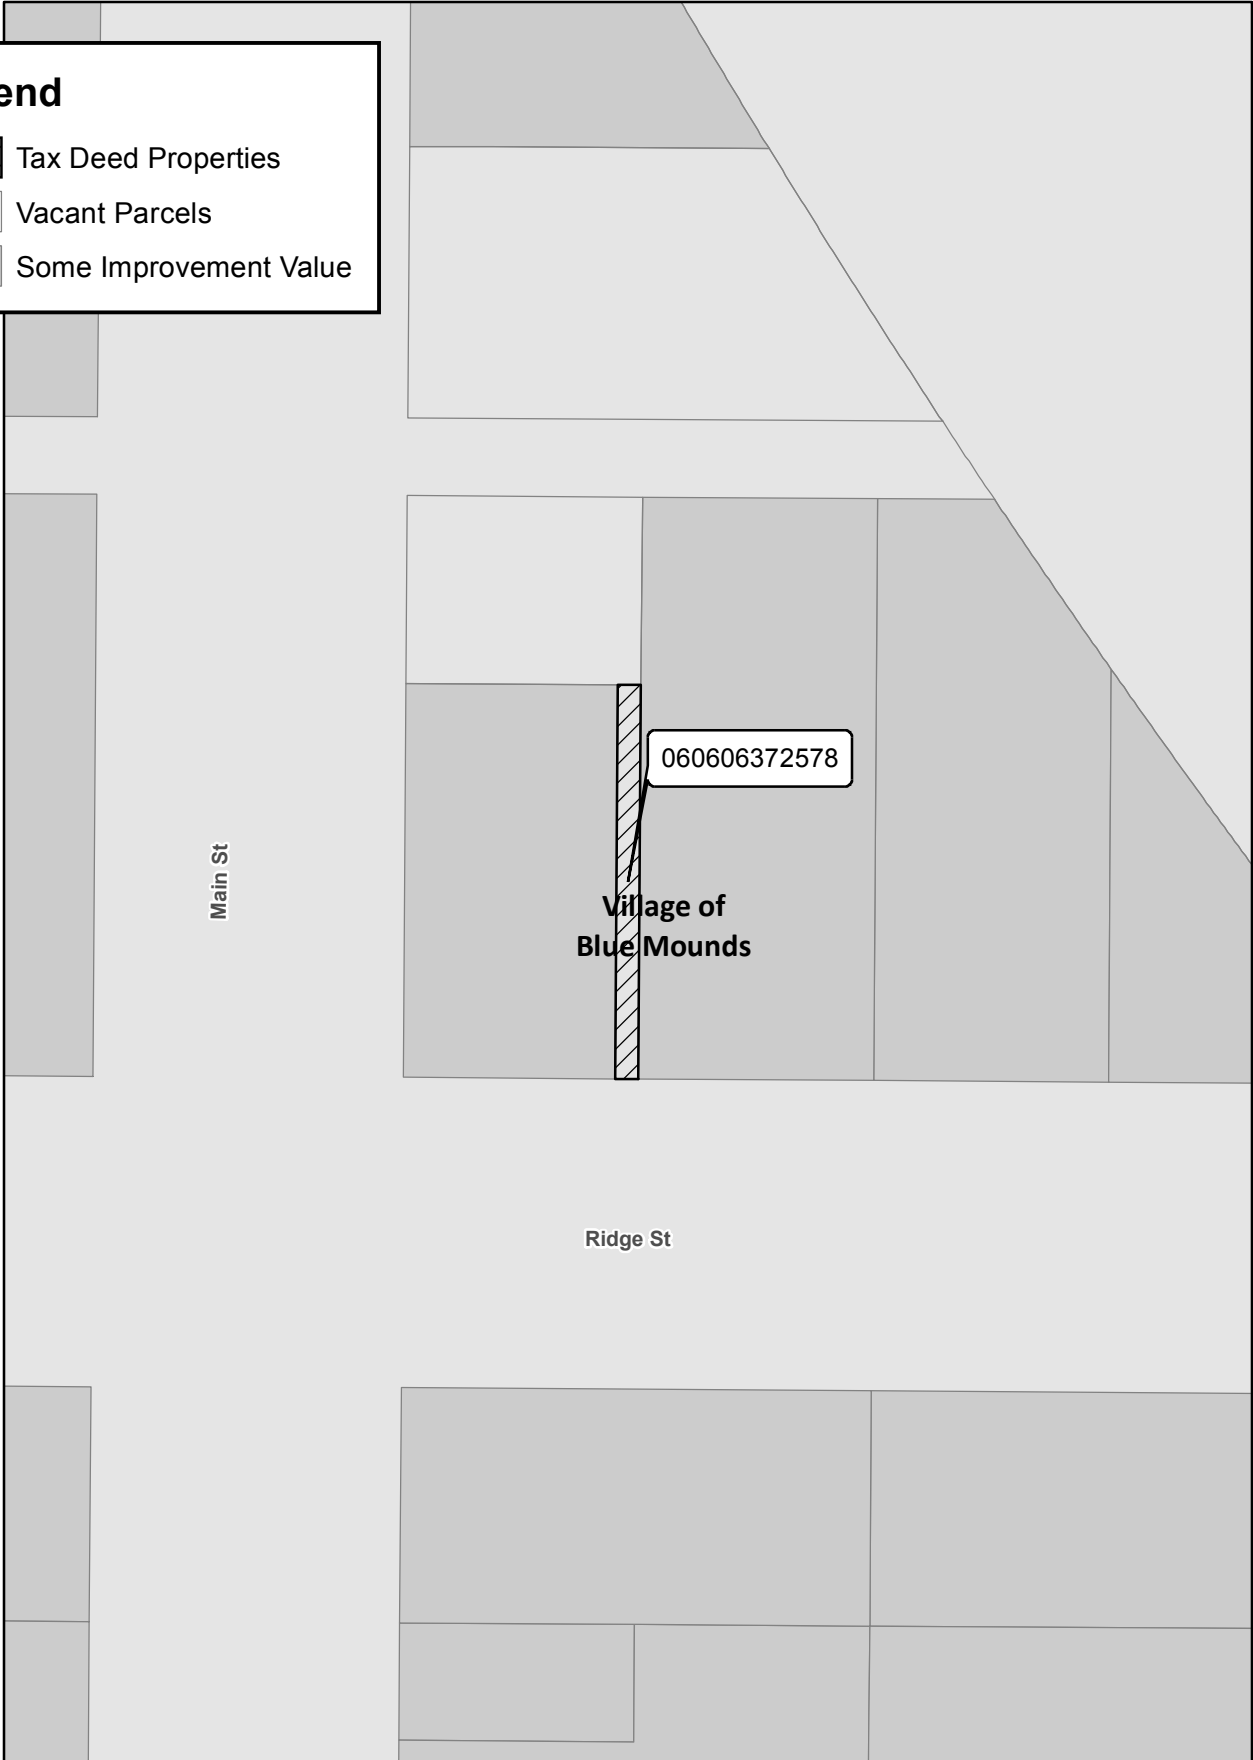 end
Tax Deed Properties
Vacant Parcels
Some Improvement Value
060606372578
Main St
Village of
Blue Mounds
Ridge St